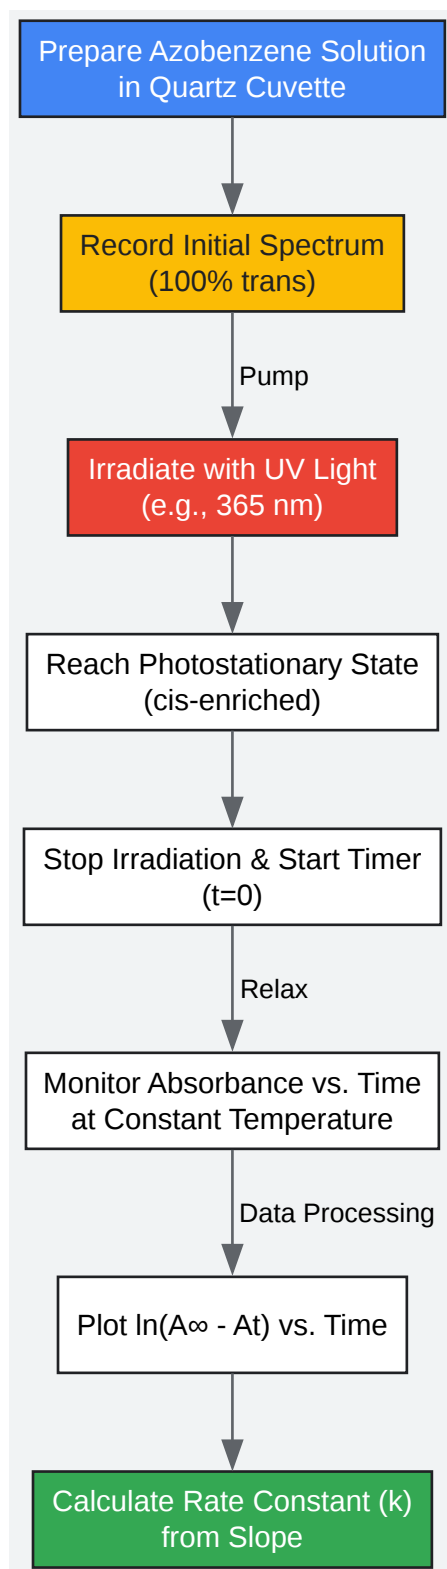 Prepare Azobenzene Solution
in Quartz Cuvette
Record Initial Spectrum
(100% trans)
Pump
Irradiate with UV Light
(e.g., 365 nm)
Reach Photostationary State
(cis-enriched)
Stop Irradiation & Start Timer
(t=0)
Relax
Monitor Absorbance vs. Time
at Constant Temperature
Data Processing
Plot ln(A∞ - At) vs. Time
Calculate Rate Constant (k)
from Slope